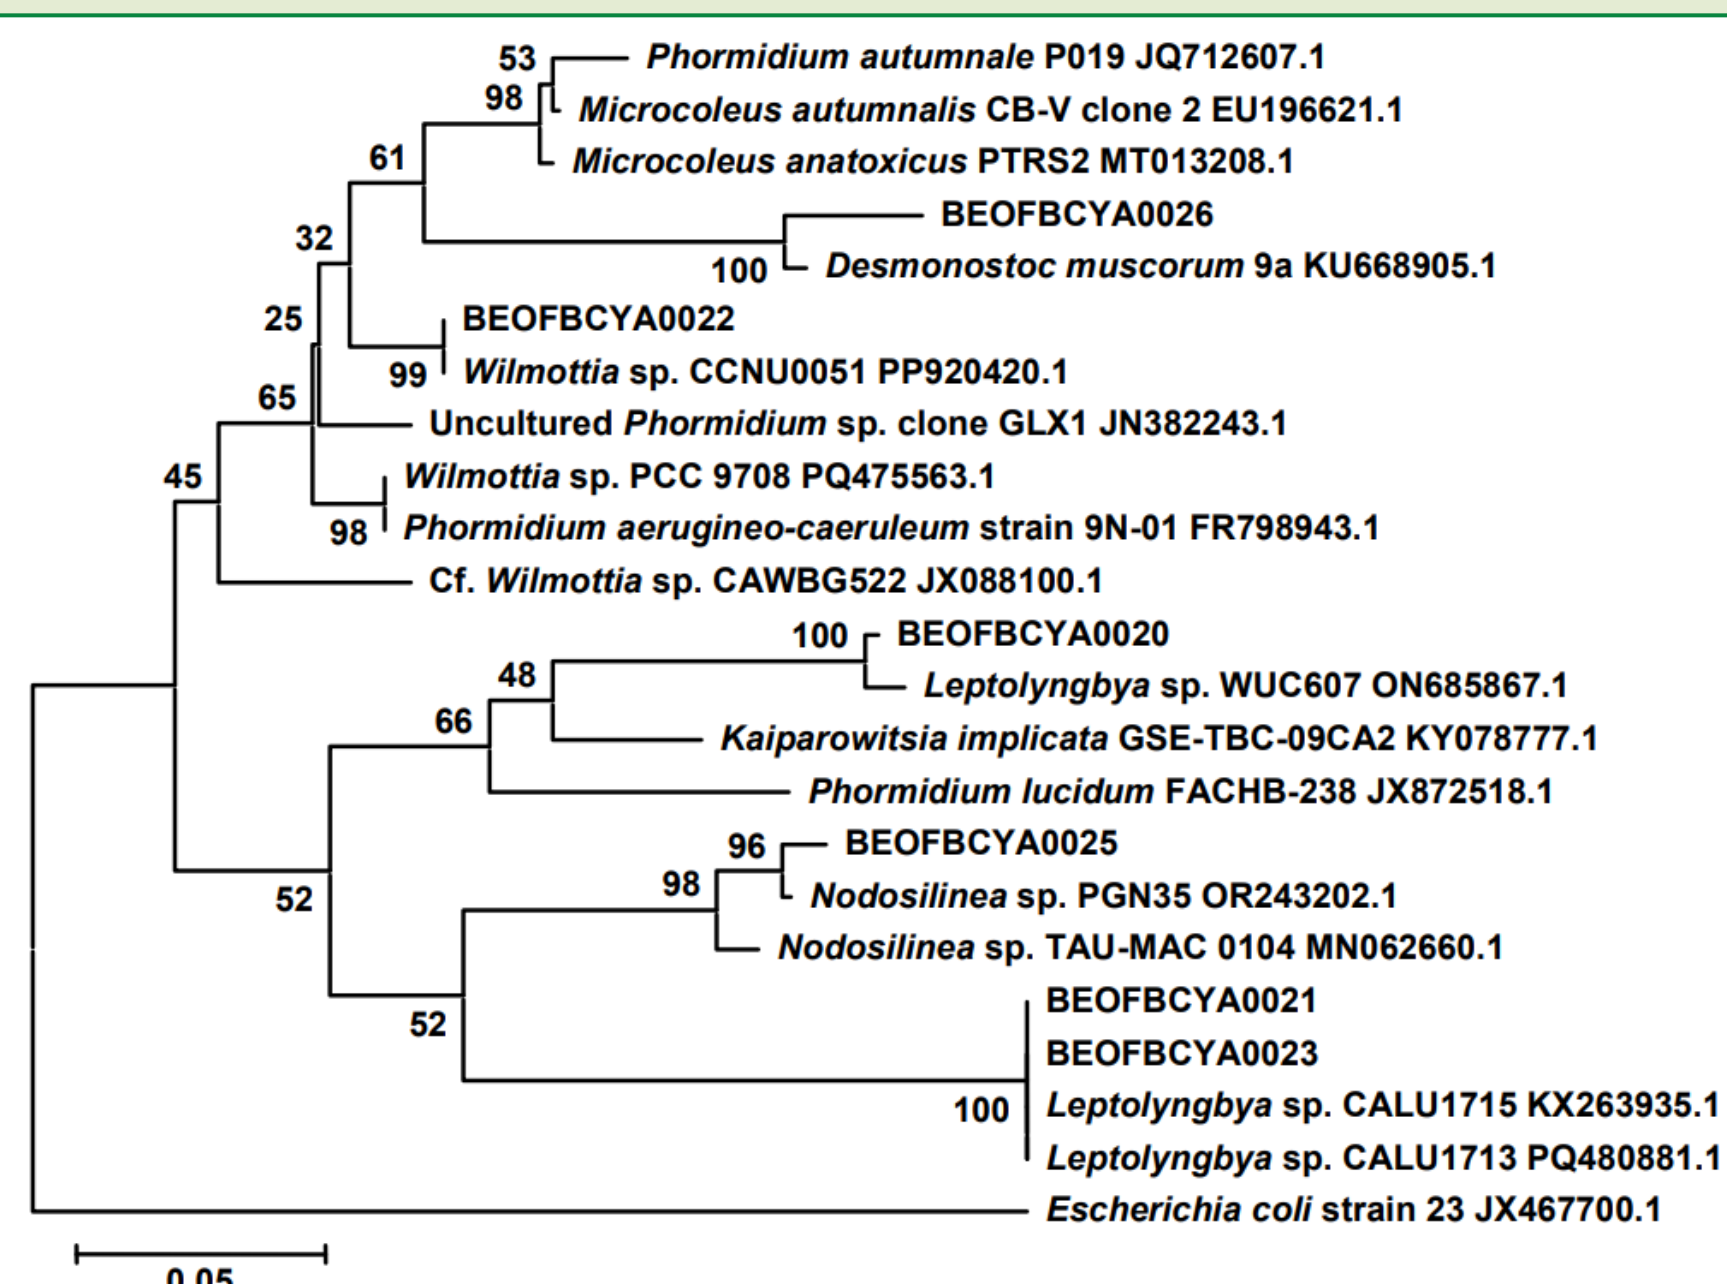 53
Phormidium autumnale P019 JQ712607.1
98
Microcoleus autumnalis CB-V clone 2 EU196621.1
61
Microcoleus anatoxicus PTRS2 MT013208.1
BEOFBCYA0026
32
100
Desmonostoc muscorum 9a KU668905.1
25
BEOFBCYA0022
99
Wilmottia sp. CCNU0051 PP920420.1
65
Uncultured Phormidium sp. clone GLX1 JN382243.1
45
Wilmottia sp. PCC 9708 PQ475563.1
98
Phormidium aerugineo-caeruleum strain 9N-01 FR798943.1
Cf. Wilmottia sp. CAWBG522 JX088100.1
100
BEOFBCYA0020
48
Leptolyngbya sp. WUC607 ON685867.1
66
Kaiparowitsia implicata GSE-TBC-09CA2 KY078777.1
Phormidium lucidum FACHB-238 JX872518.1
96
BEOFBCYA0025
98
Nodosilinea sp. PGN35 OR243202.1
52
Nodosilinea sp. TAU-MAC 0104 MN062660.1
BEOFBCYA0021
52
BEOFBCYA0023
100
Leptolyngbya sp. CALU1715 KX263935.1
Leptolyngbya sp. CALU1713 PQ480881.1
Escherichia coli strain 23 JX467700.1
0.05